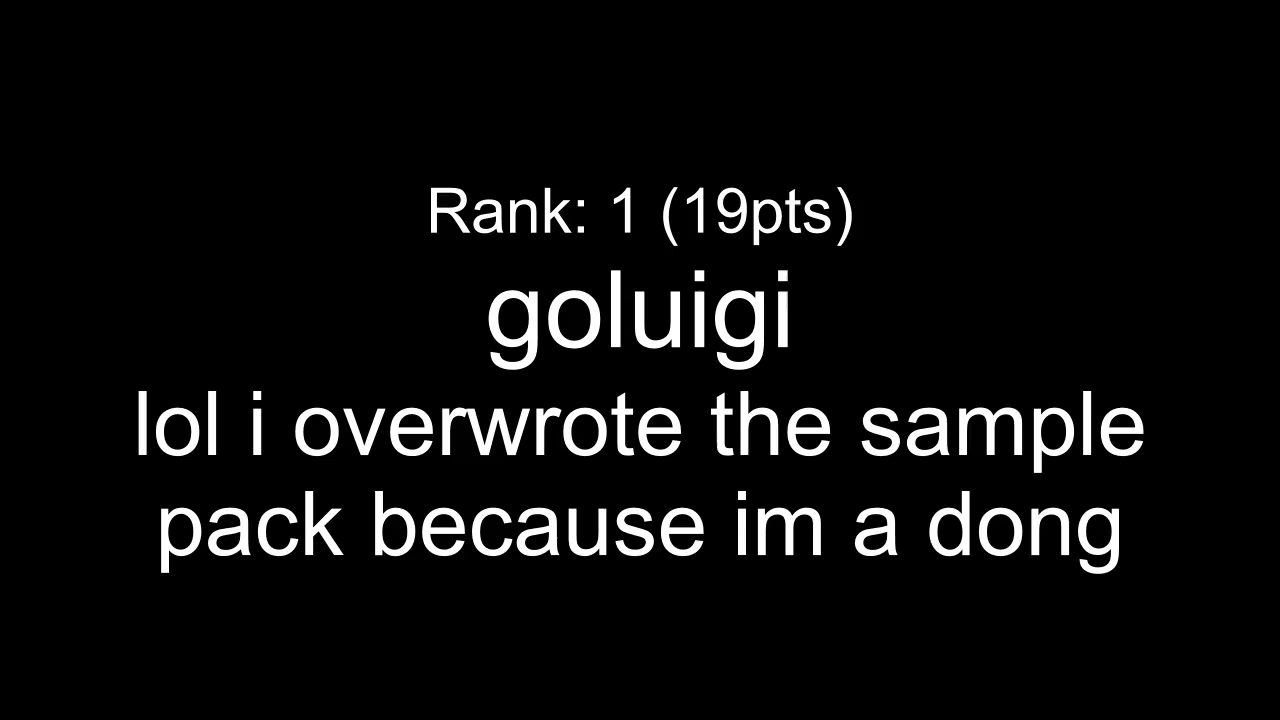 Rank: 1 (19pts)
goluigi
lol i overwrote the sample
pack because im a dong